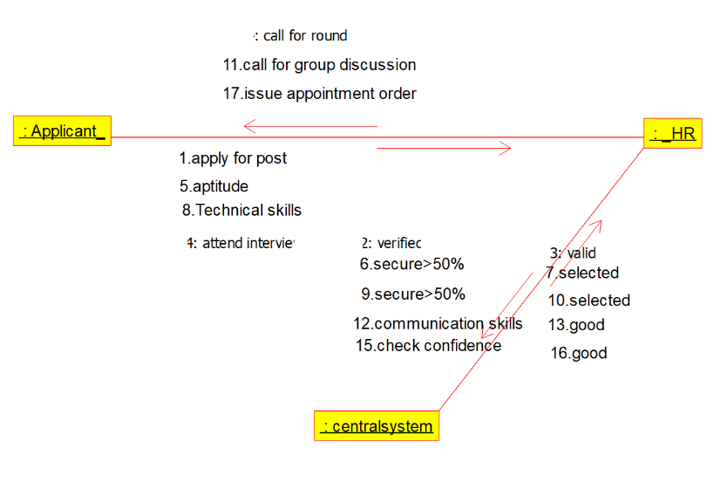 : call for round
11.call for group discussion
17.issue appointment order
: Applicant_
: _HR
1.apply for post
5.aptitude
8.Technical skills
4: attend interview
2: verified
6.secure>50%
9.secure>50%
12.communication skills
15.check confidence
3: valid
7.selected
10.selected
13.good
16.good
: centralsystem